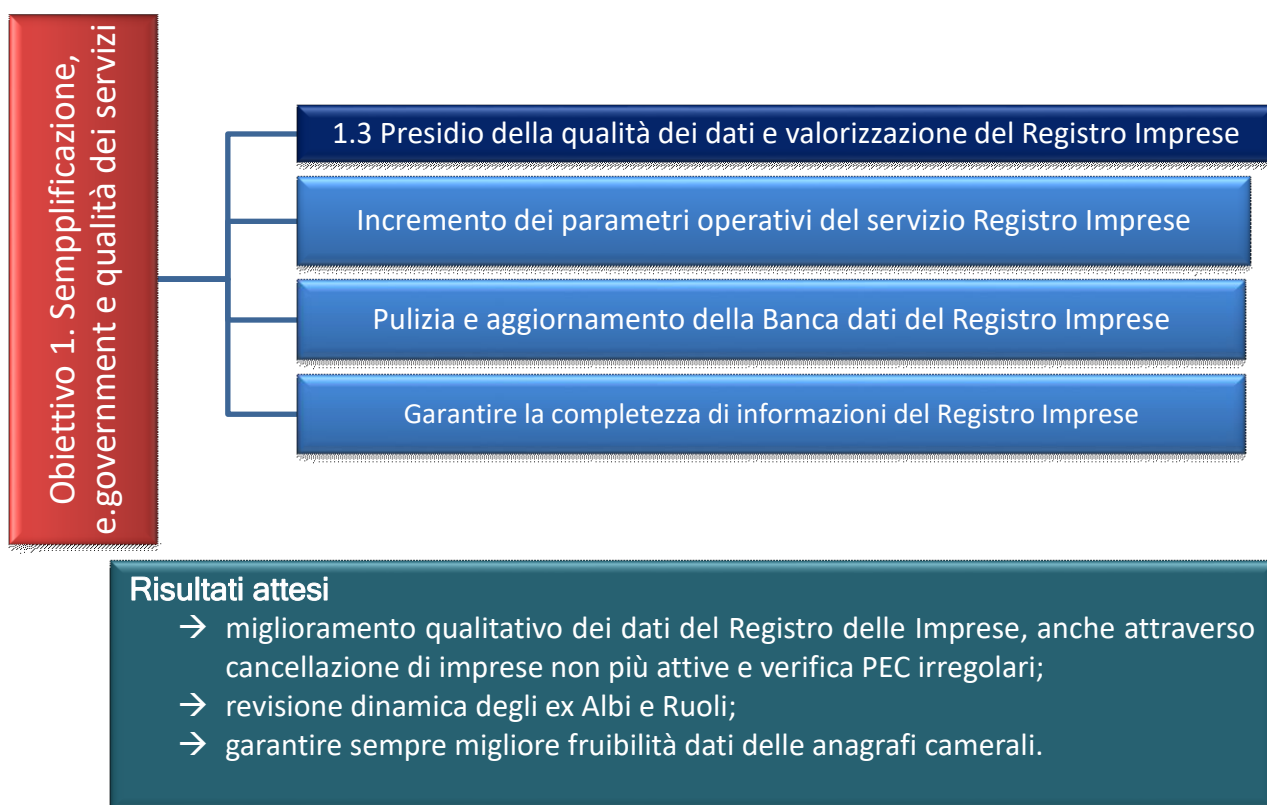 Obiettivo 1. Sempplificazione,
e.government e qualità dei servizi
1.3 Presidio della qualità dei dati e valorizzazione del Registro Imprese
Incremento dei parametri operativi del servizio Registro Imprese
Pulizia e aggiornamento della Banca dati del Registro Imprese
Garantire la completezza di informazioni del Registro Imprese
Risultati attesi
→ miglioramento qualitativo dei dati del Registro delle Imprese, anche attraverso
cancellazione di imprese non più attive e verifica PEC irregolari;
→ revisione dinamica degli ex Albi e Ruoli;
→ garantire sempre migliore fruibilità dati delle anagrafi camerali.